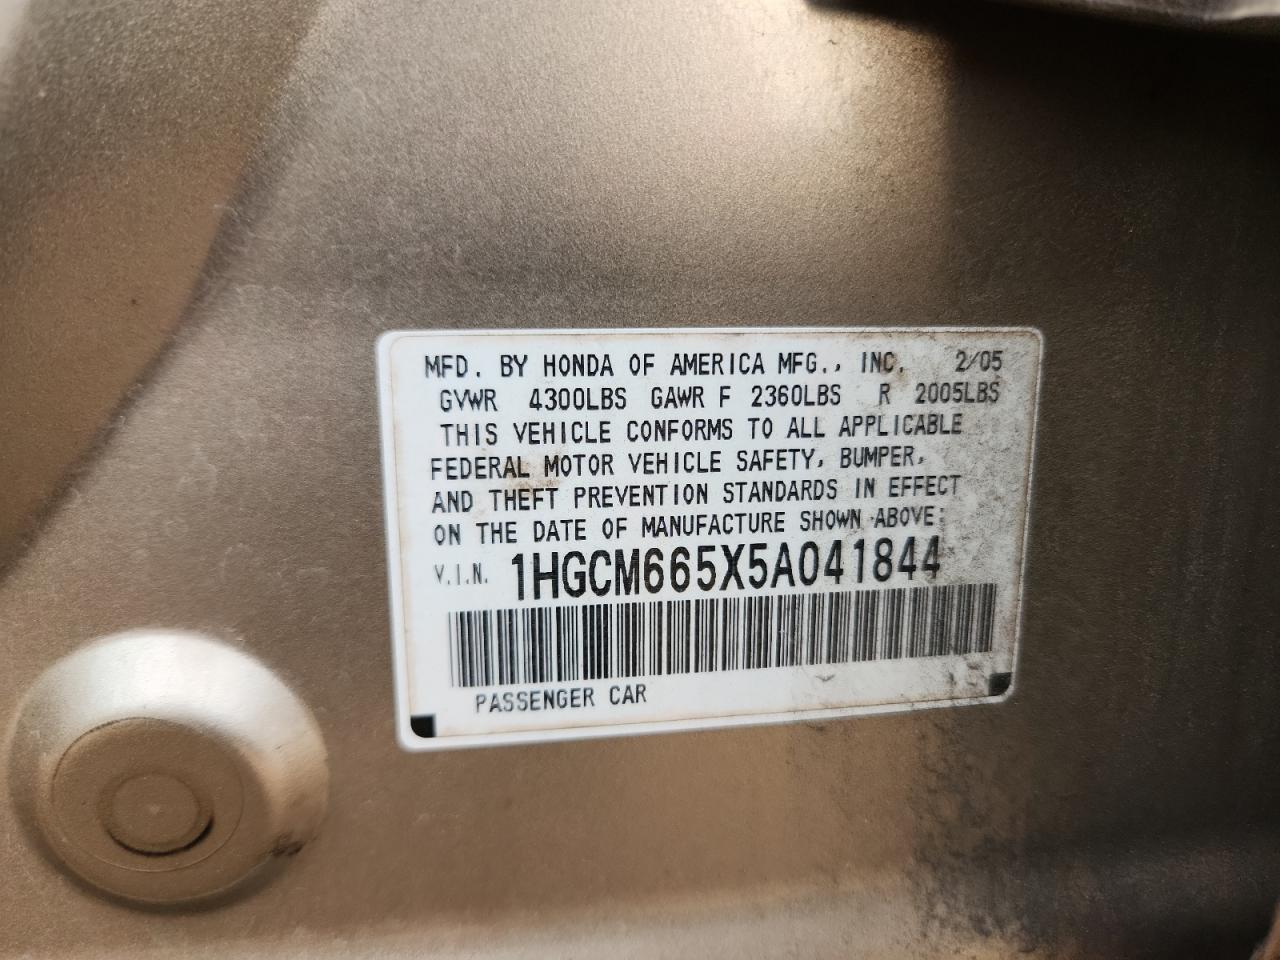 MFD. BY HONDA OF AMERICA MFG., INC. 2/05
GVWR 4300LBS GAWR F 2360LBS R 2005LBS
THIS VEHICLE CONFORMS TO ALL APPLICABLE
FEDERAL MOTOR VEHICLE SAFETY, BUMPER,
AND THEFT PREVENTION STANDARDS IN EFFECT
ON THE DATE OF MANUFACTURE SHOWN ABOVE:
V.I.N. 1HGCM665X5A041844
PASSENGER CAR